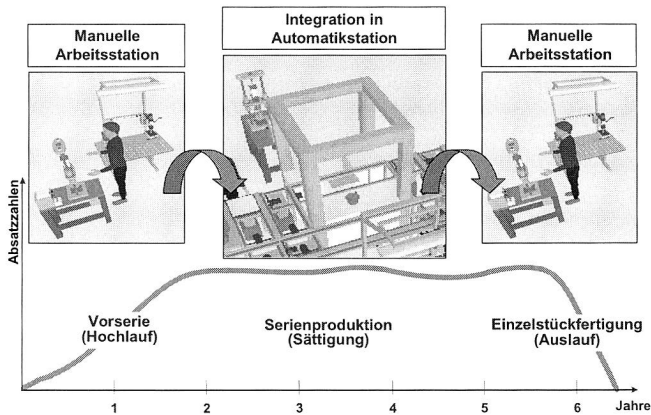 Manuelle
Arbeitsstation
Integration in
Automatikstation
Manuelle
Arbeitsstation
Absatzzahlen
Vorserie
(Hochlauf)
Serienproduktion
(Sättigung)
Einzelstückfertigung
(Auslauf)
1 2 3 4 5 6 Jahre